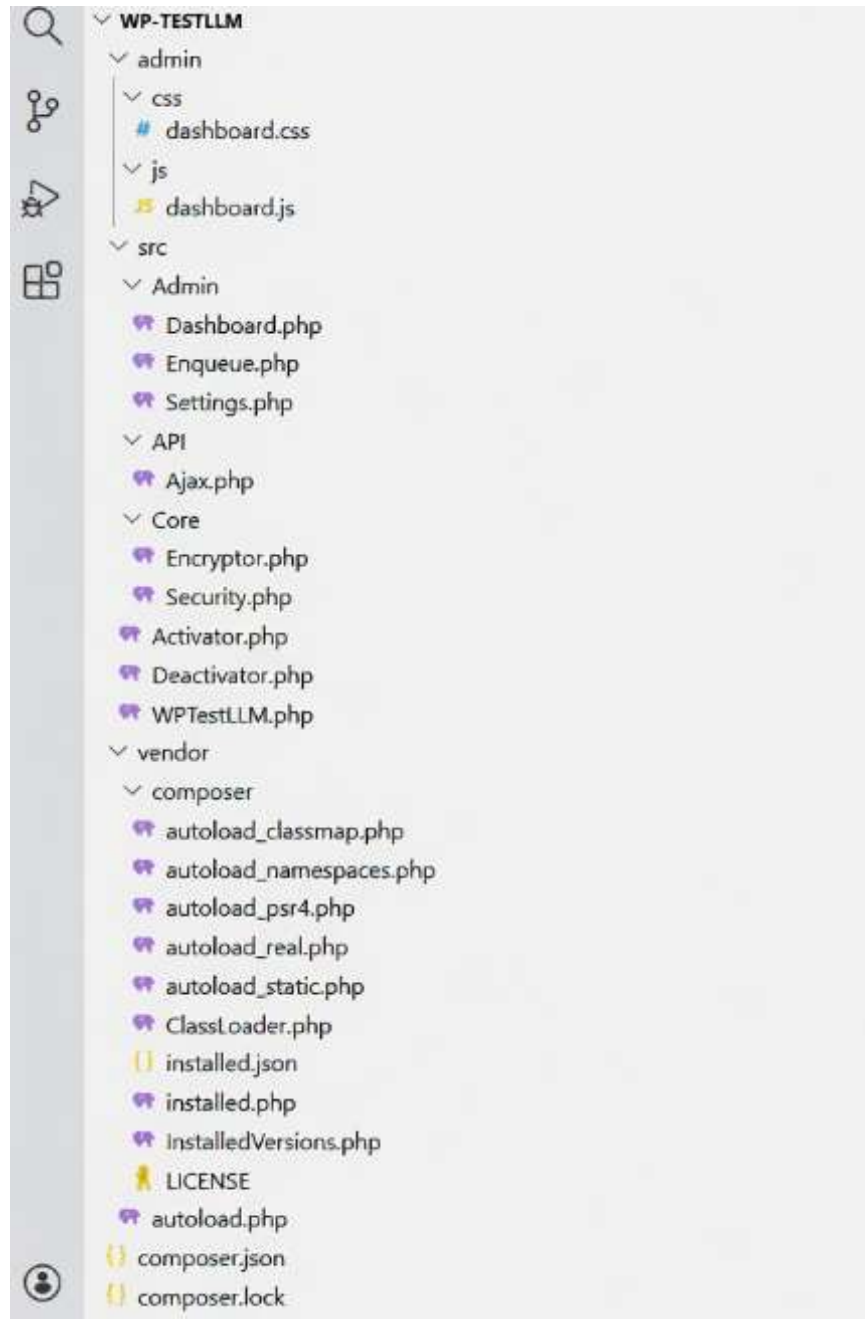 WP-TESTLLM
admin
css
# dashboard.css
js
JS dashboard.js
src
Admin
Dashboard.php
Enqueue.php
Settings.php
API
Ajax.php
Core
Encryptor.php
Security.php
Activator.php
Deactivator.php
WPTestLLM.php
vendor
composer
autoload_classmap.php
autoload_namespaces.php
autoload_psr4.php
autoload_real.php
autoload_static.php
ClassLoader.php
{} installed.json
installed.php
InstalledVersions.php
LICENSE
autoload.php
{} composer.json
{} composer.lock